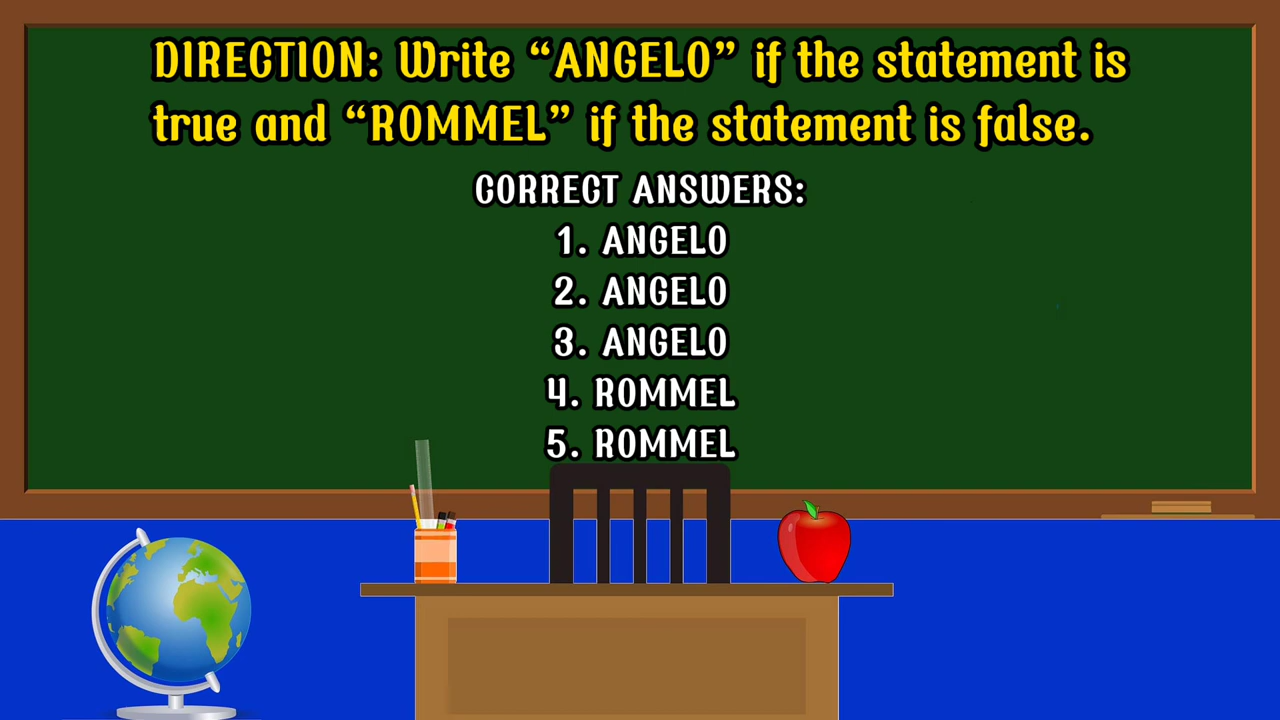 DIRECTION: Write “ANGELO” if the statement is
true and “ROMMEL” if the statement is false.
CORRECT ANSWERS:
1. ANGELO
2. ANGELO
3. ANGELO
4. ROMMEL
5. ROMMEL